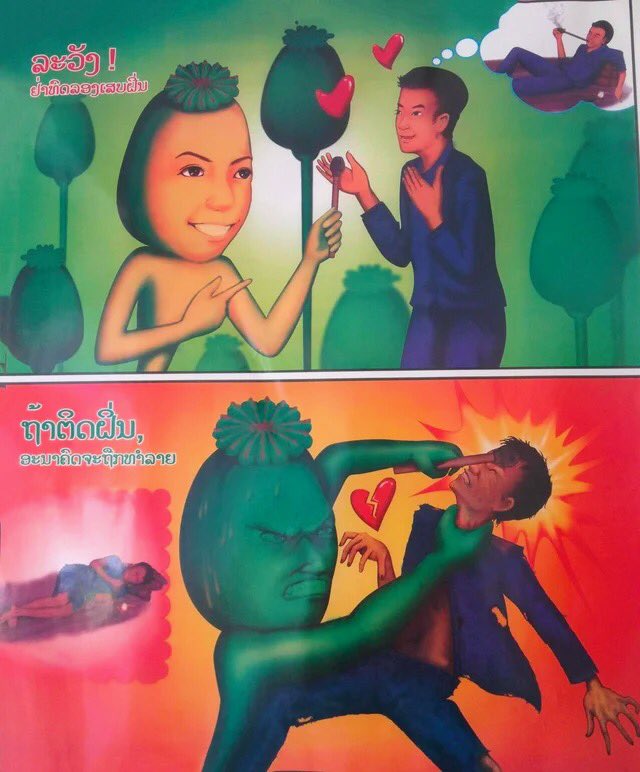 ລະວັງ !
ຢ່າທົດລອງເສບຝິ່ນ
ຖ້າຕິດຝິ່ນ,
ອະນາຄົດຈະຖືກທຳລາຍ